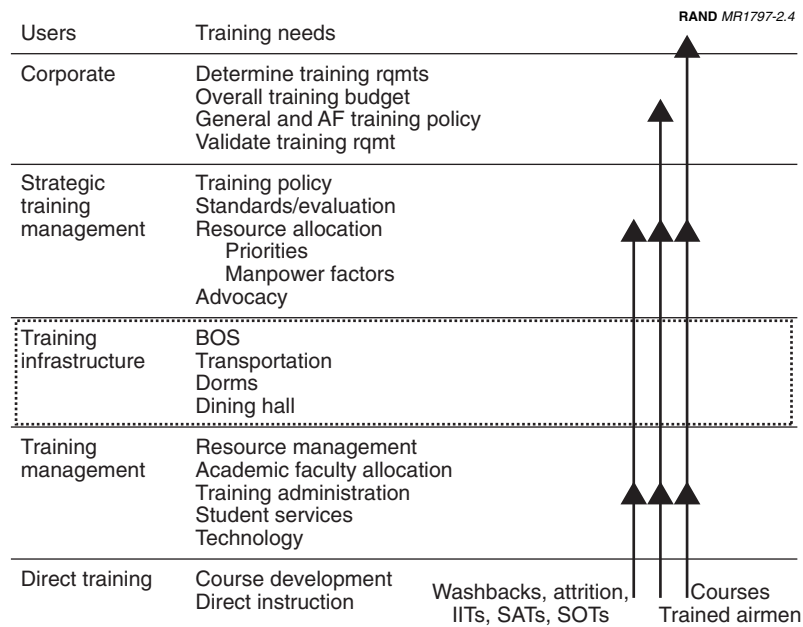 RAND MR1797-2.4
Users Training needs
Corporate Determine training rqmts
Overall training budget
General and AF training policy
Validate training rqmt
Strategic Training policy
training Standards/evaluation
management Resource allocation
Priorities
Manpower factors
Advocacy
Training BOS
infrastructure Transportation
Dorms
Dining hall
Training Resource management
management Academic faculty allocation
Training administration
Student services
Technology
Direct training Course development
Direct instruction
Washbacks, attrition, Courses
IITs, SATs, SOTs Trained airmen